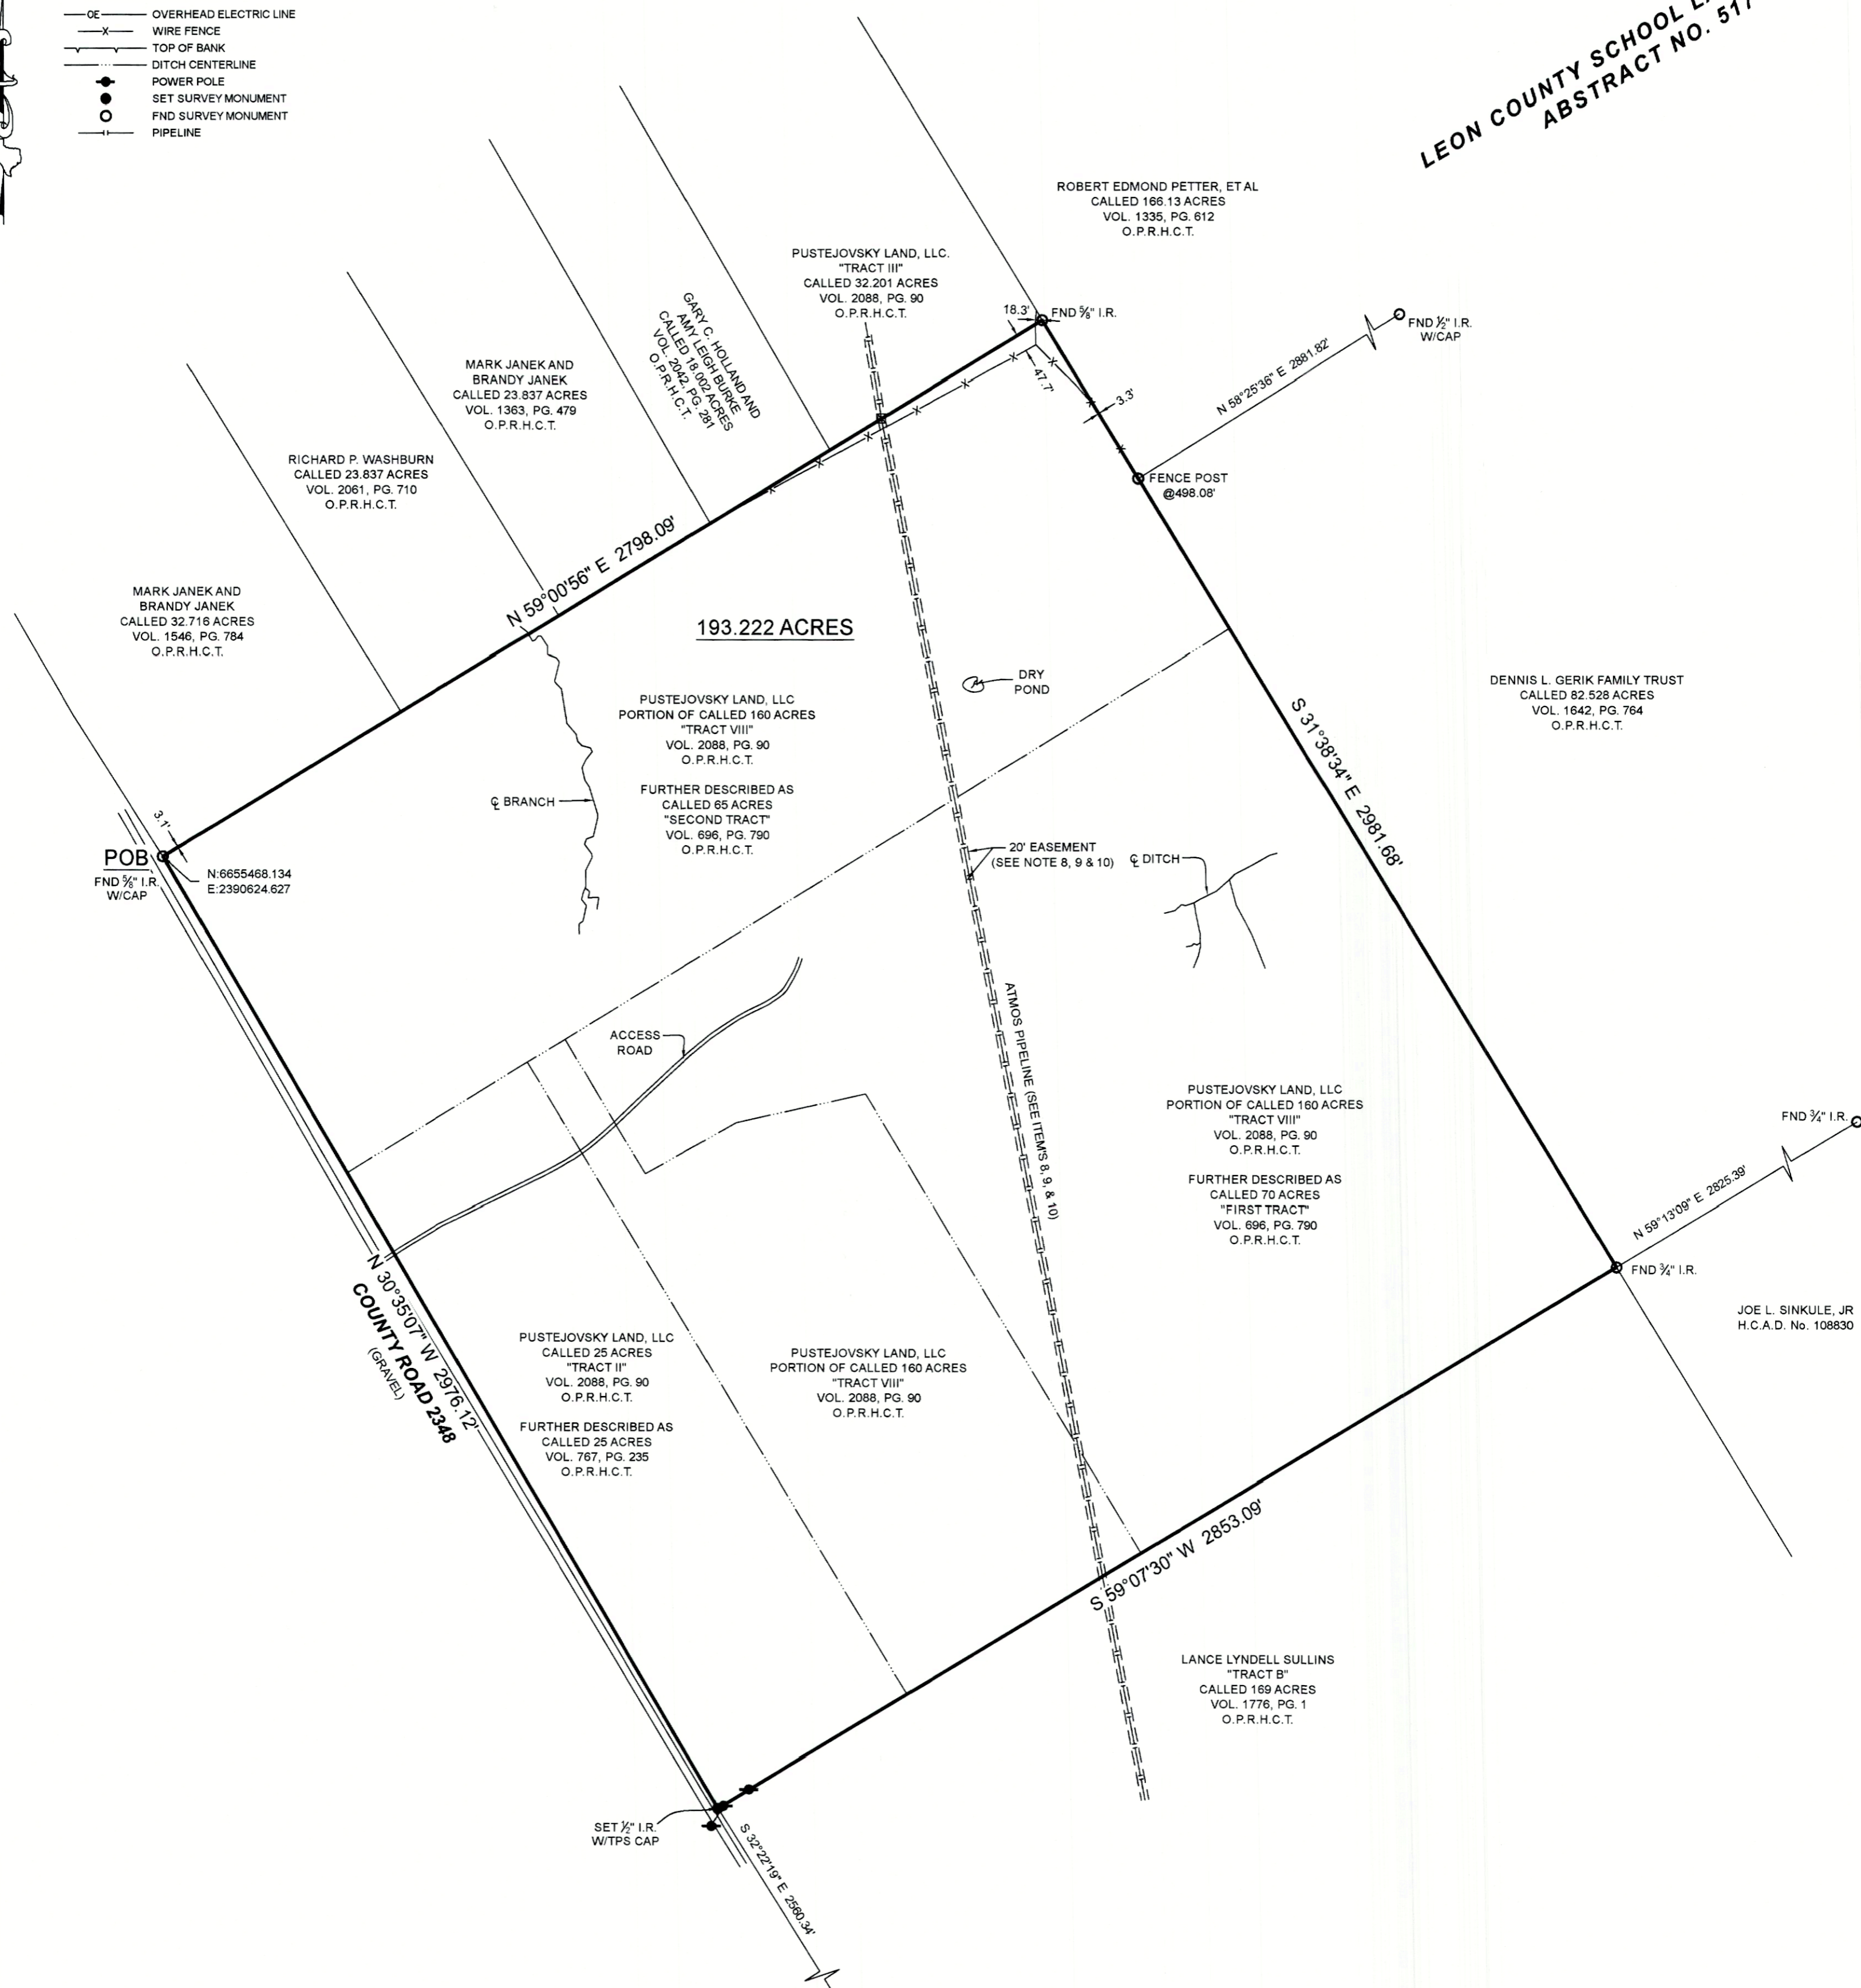 OE OVERHEAD ELECTRIC LINE
X WIRE FENCE
TOP OF BANK
DITCH CENTERLINE
POWER POLE
SET SURVEY MONUMENT
FND SURVEY MONUMENT
PIPELINE
LEON COUNTY SCHOOL
ABSTRACT NO. 517
ROBERT EDMOND PETTER, ET AL
CALLED 166.13 ACRES
VOL. 1335, PG. 612
O.P.R.H.C.T.
PUSTEJOVSKY LAND, LLC.
"TRACT III"
CALLED 32.201 ACRES
VOL. 2088, PG. 90
O.P.R.H.C.T.
18.3'
FND ⅝" I.R.
FND ½" I.R.
W/CAP
N 58°25'36" E 2881.82'
47.7'
3.3'
FENCE POST
@498.08'
GARY C. HOLLAND AND
AMY LEIGH BURKE
CALLED 18.002 ACRES
VOL. 2042, PG. 281
O.P.R.H.C.T.
MARK JANEK AND
BRANDY JANEK
CALLED 23.837 ACRES
VOL. 1363, PG. 479
O.P.R.H.C.T.
RICHARD P. WASHBURN
CALLED 23.837 ACRES
VOL. 2061, PG. 710
O.P.R.H.C.T.
MARK JANEK AND
BRANDY JANEK
CALLED 32.716 ACRES
VOL. 1546, PG. 784
O.P.R.H.C.T.
N 59°00'56" E 2798.09'
193.222 ACRES
DRY
POND
PUSTEJOVSKY LAND, LLC
PORTION OF CALLED 160 ACRES
"TRACT VIII"
VOL. 2088, PG. 90
O.P.R.H.C.T.
FURTHER DESCRIBED AS
CALLED 65 ACRES
"SECOND TRACT"
VOL. 696, PG. 790
O.P.R.H.C.T.
℄ BRANCH
DENNIS L. GERIK FAMILY TRUST
CALLED 82.528 ACRES
VOL. 1642, PG. 764
O.P.R.H.C.T.
S 31°38'34" E 2981.68'
3.1'
POB
FND ⅝" I.R.
W/CAP
N:6655468.134
E:2390624.627
20' EASEMENT
(SEE NOTE 8, 9 & 10)
℄ DITCH
ACCESS
ROAD
ATMOS PIPELINE (SEE ITEM'S 8, 9, & 10)
PUSTEJOVSKY LAND, LLC
PORTION OF CALLED 160 ACRES
"TRACT VIII"
VOL. 2088, PG. 90
O.P.R.H.C.T.
FURTHER DESCRIBED AS
CALLED 70 ACRES
"FIRST TRACT"
VOL. 696, PG. 790
O.P.R.H.C.T.
FND ¾" I.R.
N 59°13'09" E 2825.39'
FND ¾" I.R.
JOE L. SINKULE, JR
H.C.A.D. No. 108830
N 30°35'07" W 2976.12'
COUNTY ROAD 2348
(GRAVEL)
PUSTEJOVSKY LAND, LLC
CALLED 25 ACRES
"TRACT II"
VOL. 2088, PG. 90
O.P.R.H.C.T.
FURTHER DESCRIBED AS
CALLED 25 ACRES
VOL. 767, PG. 235
O.P.R.H.C.T.
PUSTEJOVSKY LAND, LLC
PORTION OF CALLED 160 ACRES
"TRACT VIII"
VOL. 2088, PG. 90
O.P.R.H.C.T.
S 59°07'30" W 2853.09'
LANCE LYNDELL SULLINS
"TRACT B"
CALLED 169 ACRES
VOL. 1776, PG. 1
O.P.R.H.C.T.
SET ½" I.R.
W/TPS CAP
S 32°22'19" E 2560.34'